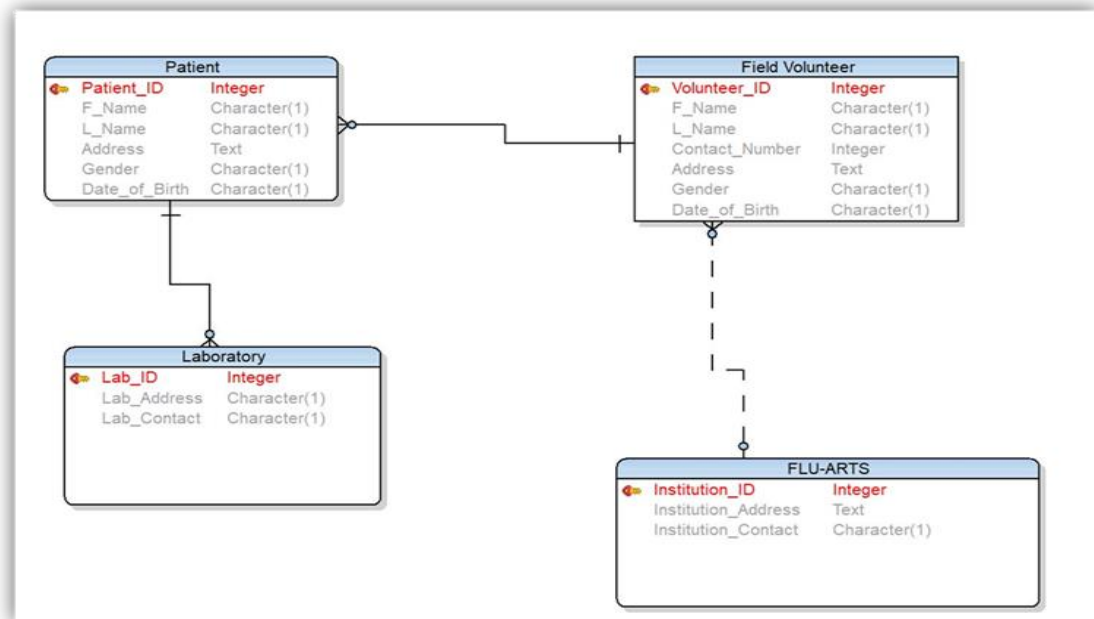 Patient
Patient_ID Integer
F_Name Character(1)
L_Name Character(1)
Address Text
Gender Character(1)
Date_of_Birth Character(1)
Field Volunteer
Volunteer_ID Integer
F_Name Character(1)
L_Name Character(1)
Contact_Number Integer
Address Text
Gender Character(1)
Date_of_Birth Character(1)
Laboratory
Lab_ID Integer
Lab_Address Character(1)
Lab_Contact Character(1)
FLU-ARTS
Institution_ID Integer
Institution_Address Text
Institution_Contact Character(1)